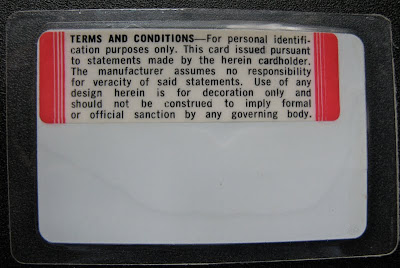 TERMS AND CONDITIONS—For personal identifi-
cation purposes only. This card issued pursuant
to statements made by the herein cardholder.
The manufacturer assumes no responsibility
for veracity of said statements. Use of any
design herein is for decoration only and
should not be construed to imply formal
or official sanction by any governing body.